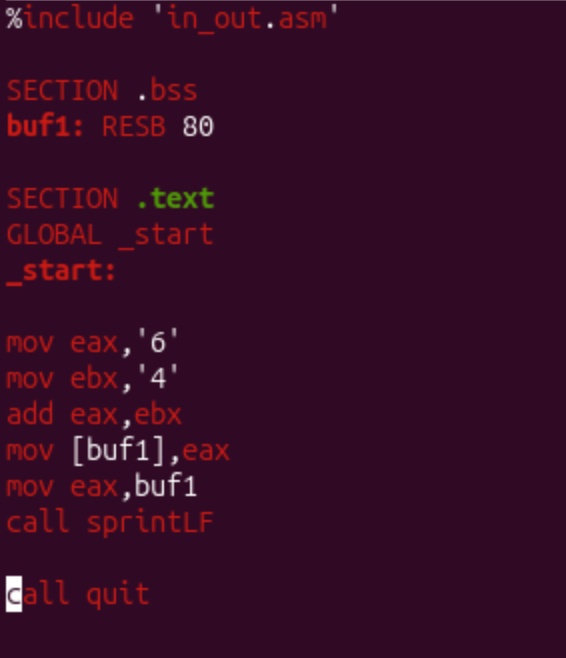 %include 'in_out.asm'
SECTION .bss
buf1: RESB 80
SECTION .text
GLOBAL _start
_start:
mov eax,'6'
mov ebx,'4'
add eax,ebx
mov [buf1],eax
mov eax,buf1
call sprintLF
call quit